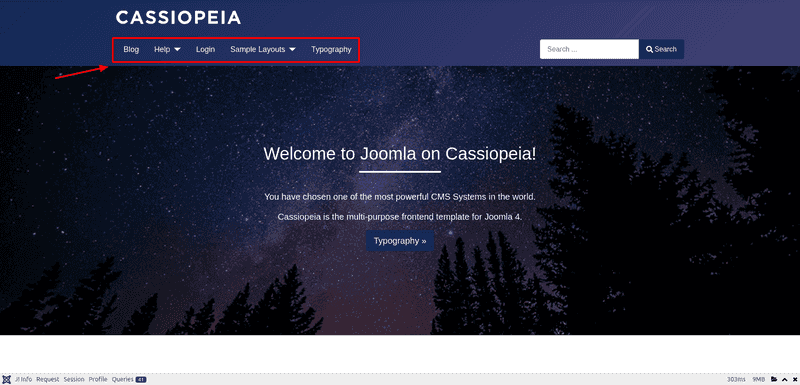 CASSIOPEIA
Blog Help Login Sample Layouts Typography
Search ... Search
Welcome to Joomla on Cassiopeia!
You have chosen one of the most powerful CMS Systems in the world.
Cassiopeia is the multi-purpose frontend template for Joomla 4.
Typography »
J! Info Request Session Profile Queries 41 303ms 9MB